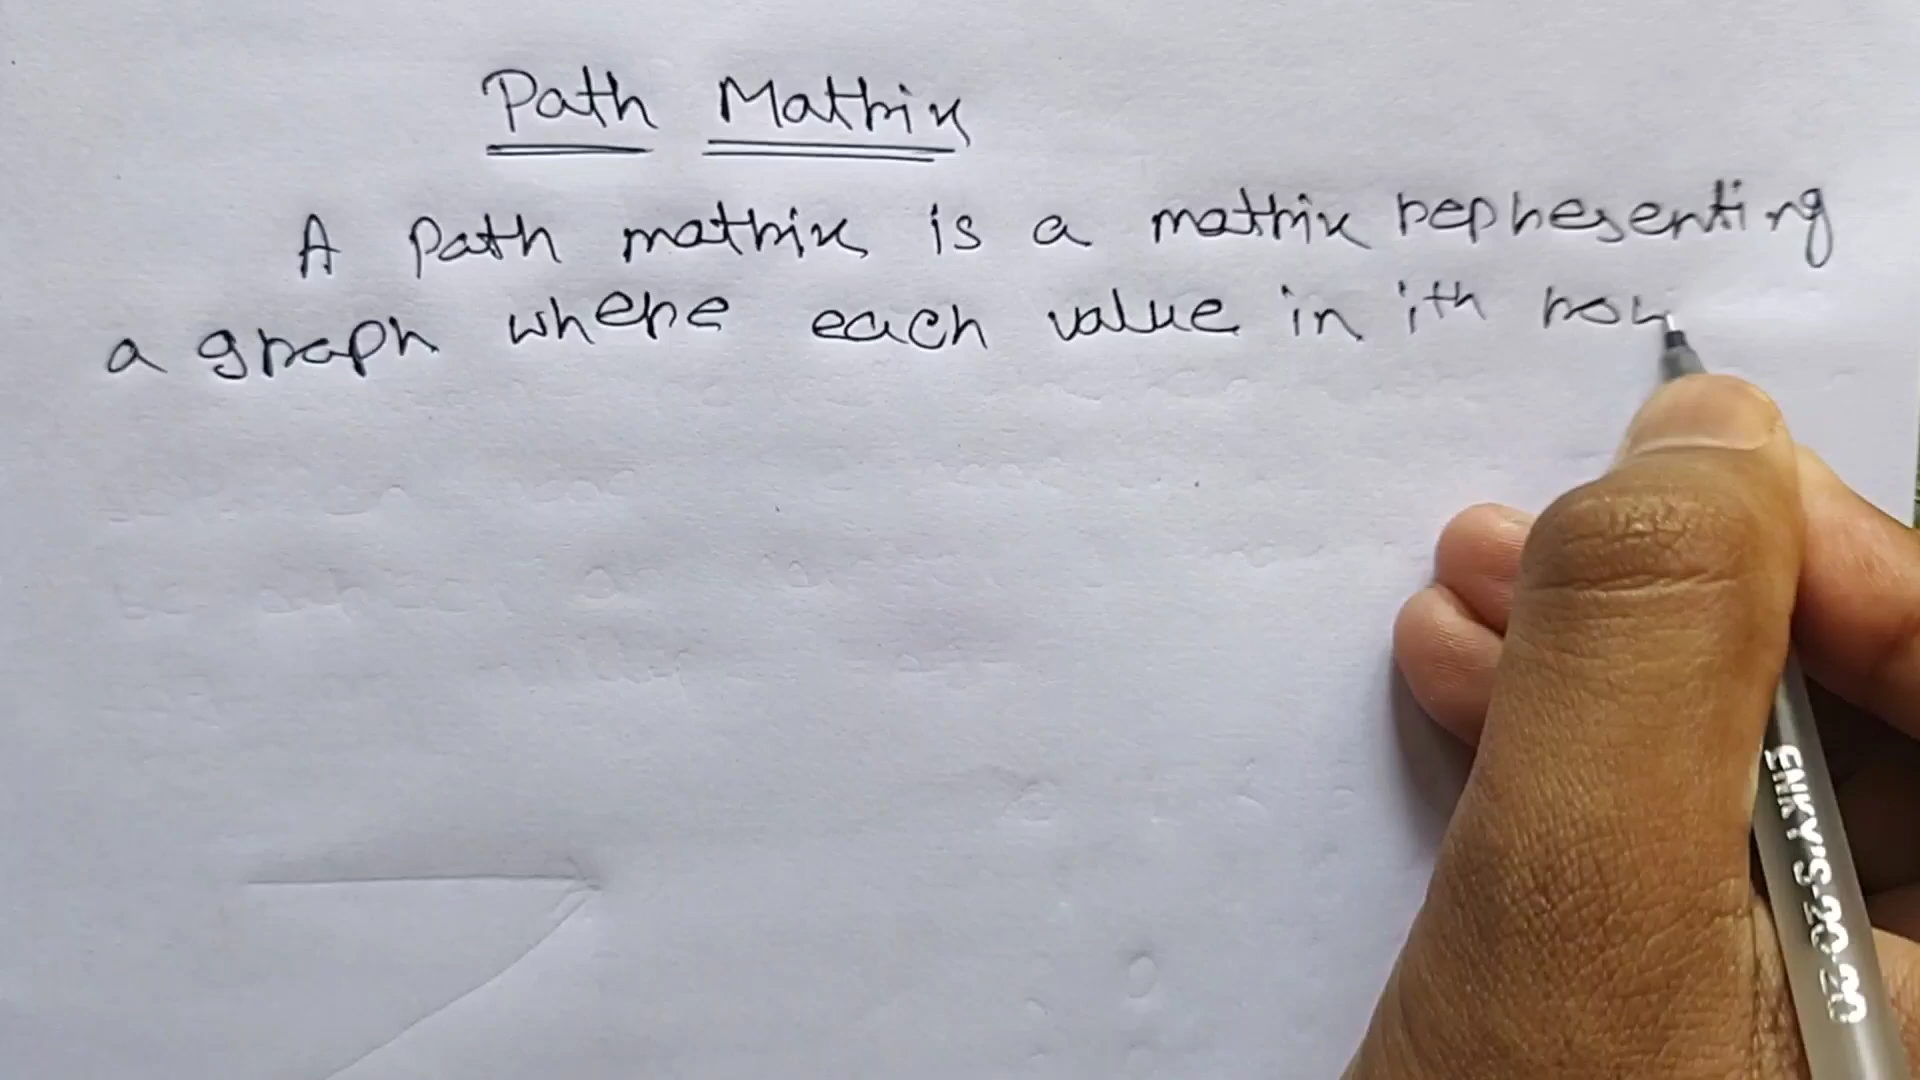 Path Matrix
A path matrix is a matrix representing
a graph where each value in ith row
ENKY'S-20-20